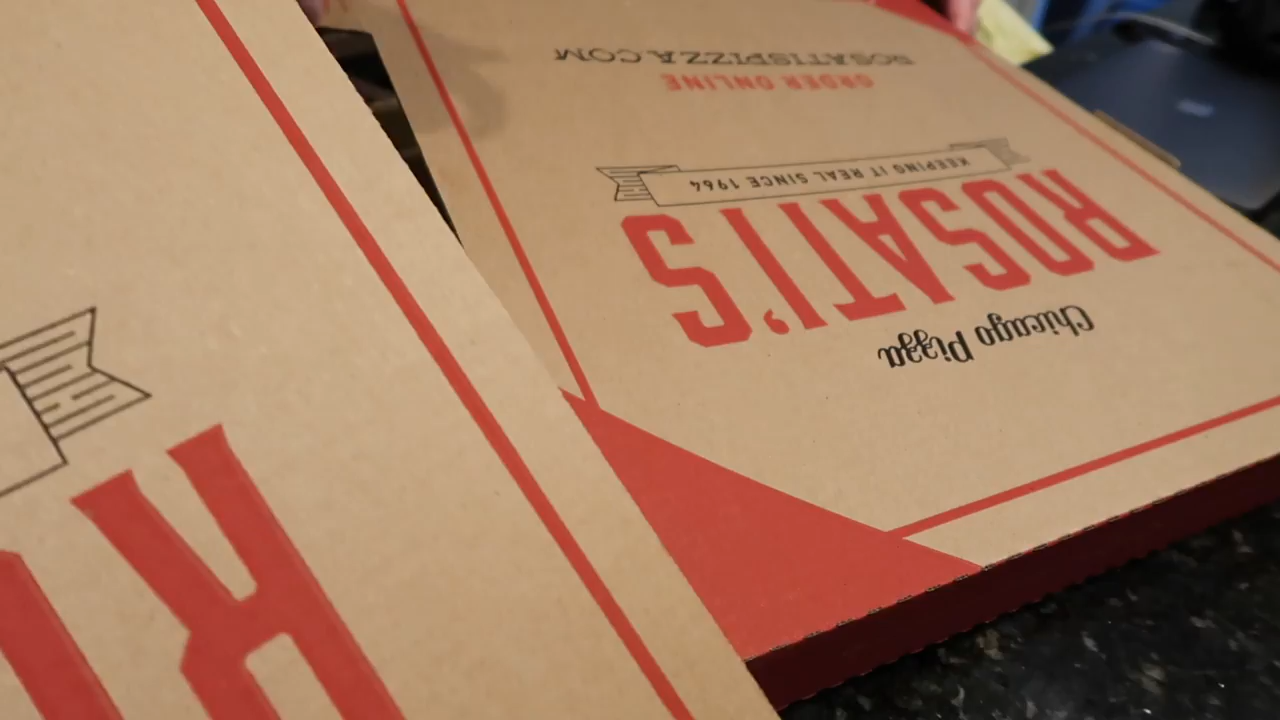 Chicago Pizza
ROSATI'S
KEEPING IT REAL SINCE 1964
ORDER ONLINE
ROSATISPIZZA.COM
R